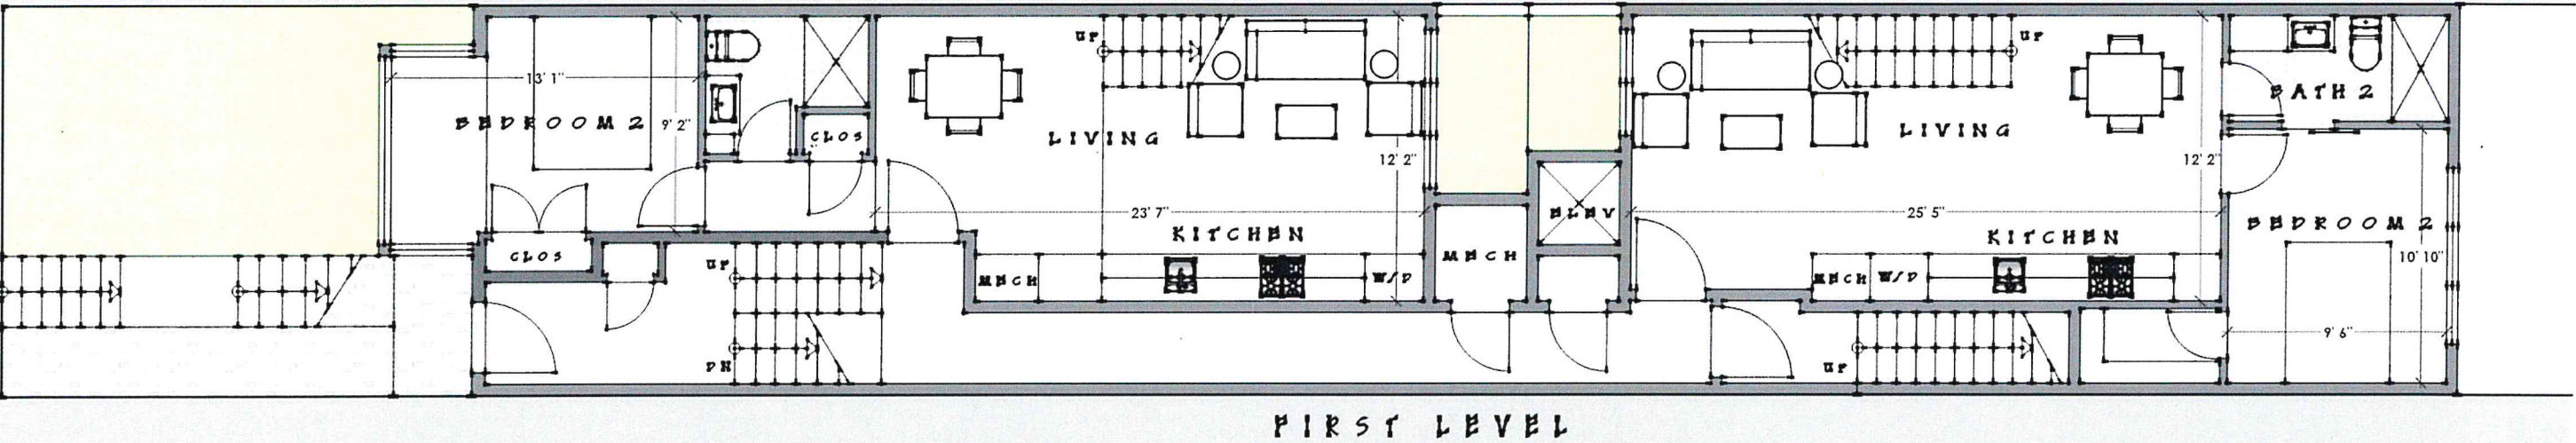 UP
UP
13' 1"
BATH 2
BEDROOM 2
9' 2"
CLOS
LIVING
LIVING
12' 2"
12' 2"
23' 7"
ELEV
25' 5"
BEDROOM 2
KITCHEN
KITCHEN
CLOS
UP
MECH
10' 10"
MECH
W/D
MECH
W/D
9' 6"
DN
UP
FIRST LEVEL